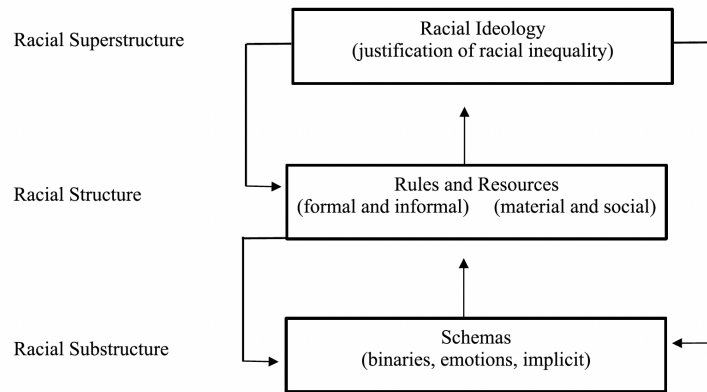 Racial Superstructure
Racial Ideology
(justification of racial inequality)
Racial Structure
Rules and Resources
(formal and informal) (material and social)
Racial Substructure
Schemas
(binaries, emotions, implicit)